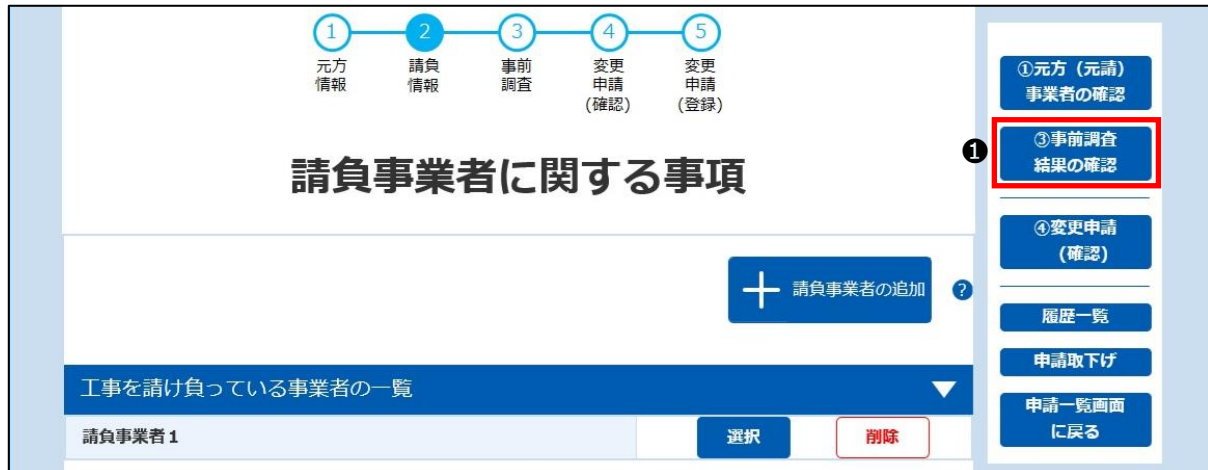 1 2 3 4 5
元方 請負 事前 変更 変更
情報 情報 調査 申請 申請
(確認) (登録)
請負事業者に関する事項
請負事業者の追加 ?
工事を請け負っている事業者の一覧 ▼
請負事業者1 選択 削除
①元方（元請）
事業者の確認
❶
③事前調査
結果の確認
④変更申請
(確認)
履歴一覧
申請取下げ
申請一覧画面
に戻る